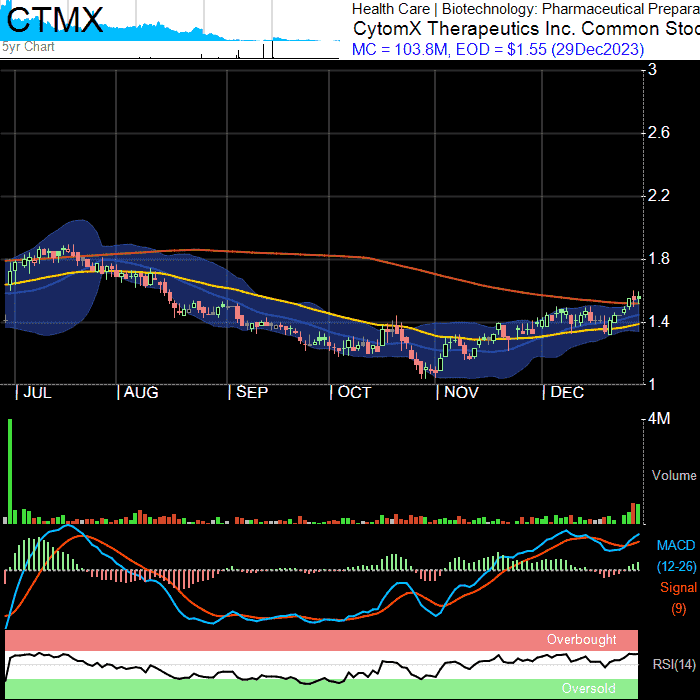 CTMX
5yr Chart
Health Care | Biotechnology: Pharmaceutical Prepara
CytomX Therapeutics Inc. Common Stoc
MC = 103.8M, EOD = $1.55 (29Dec2023)
3
2.6
2.2
1.8
1.4
1
JUL AUG SEP OCT NOV DEC
4M
Volume
MACD
(12-26)
Signal
(9)
Overbought
RSI(14)
Oversold